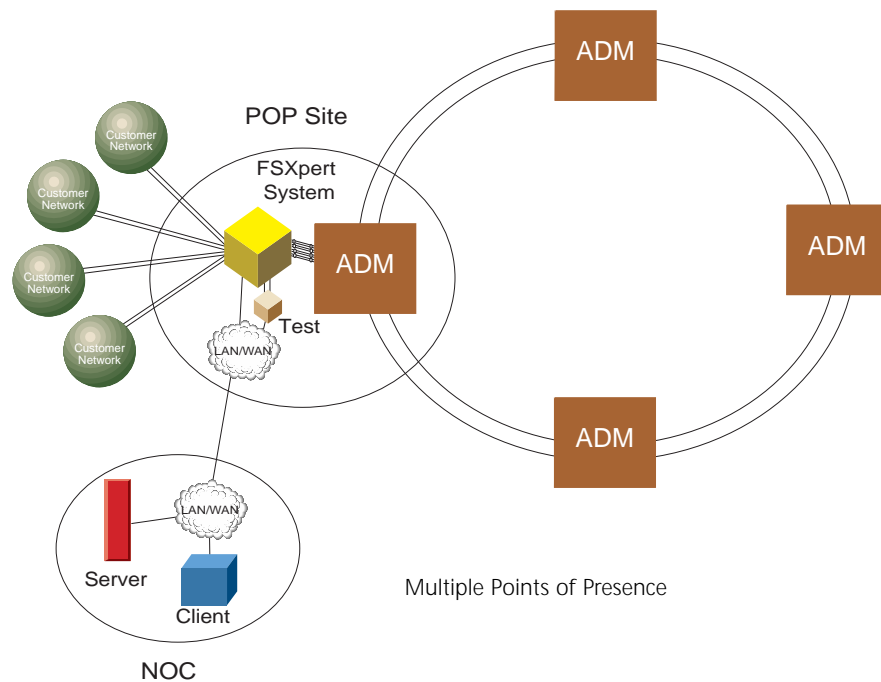 ADM
POP Site
Customer
Network
FSXpert
System
Customer
Network
ADM
ADM
Customer
Network
Test
Customer
Network
LAN/WAN
ADM
LAN/WAN
Server
Client
Multiple Points of Presence
NOC